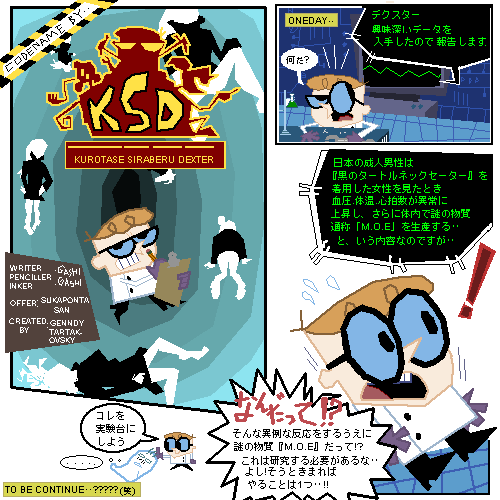 CODENAME BY..
KSD
KUROTASE SIRABERU DEXTER
WRITER
PENCILLER
INKER
GASHI
GASHI
OFFER. SUKAPONTA
SAN
CREATED. GENNDY
BY TARTAK
OVSKY
ONEDAY‥
デクスター
興味深いデータを
入手したので報告します
何だ?
日本の成人男性は
『黒のタートルネックセーター』を
着用した女性を見たとき
血圧.体温.心拍数が異常に
上昇し、さらに体内で謎の物質
通称「M.O.E」を生産する‥
と、いう内容なのですが‥
!
なんだって!?
そんな異例な反応をするうえに
謎の物質『M.O.E』だって!?
これは研究する必要があるな‥
よし!そうときまれば
やることは1つ‥!!
コレを
実験台に
しよう
‥‥‥
TO BE CONTINUE‥?????(笑)